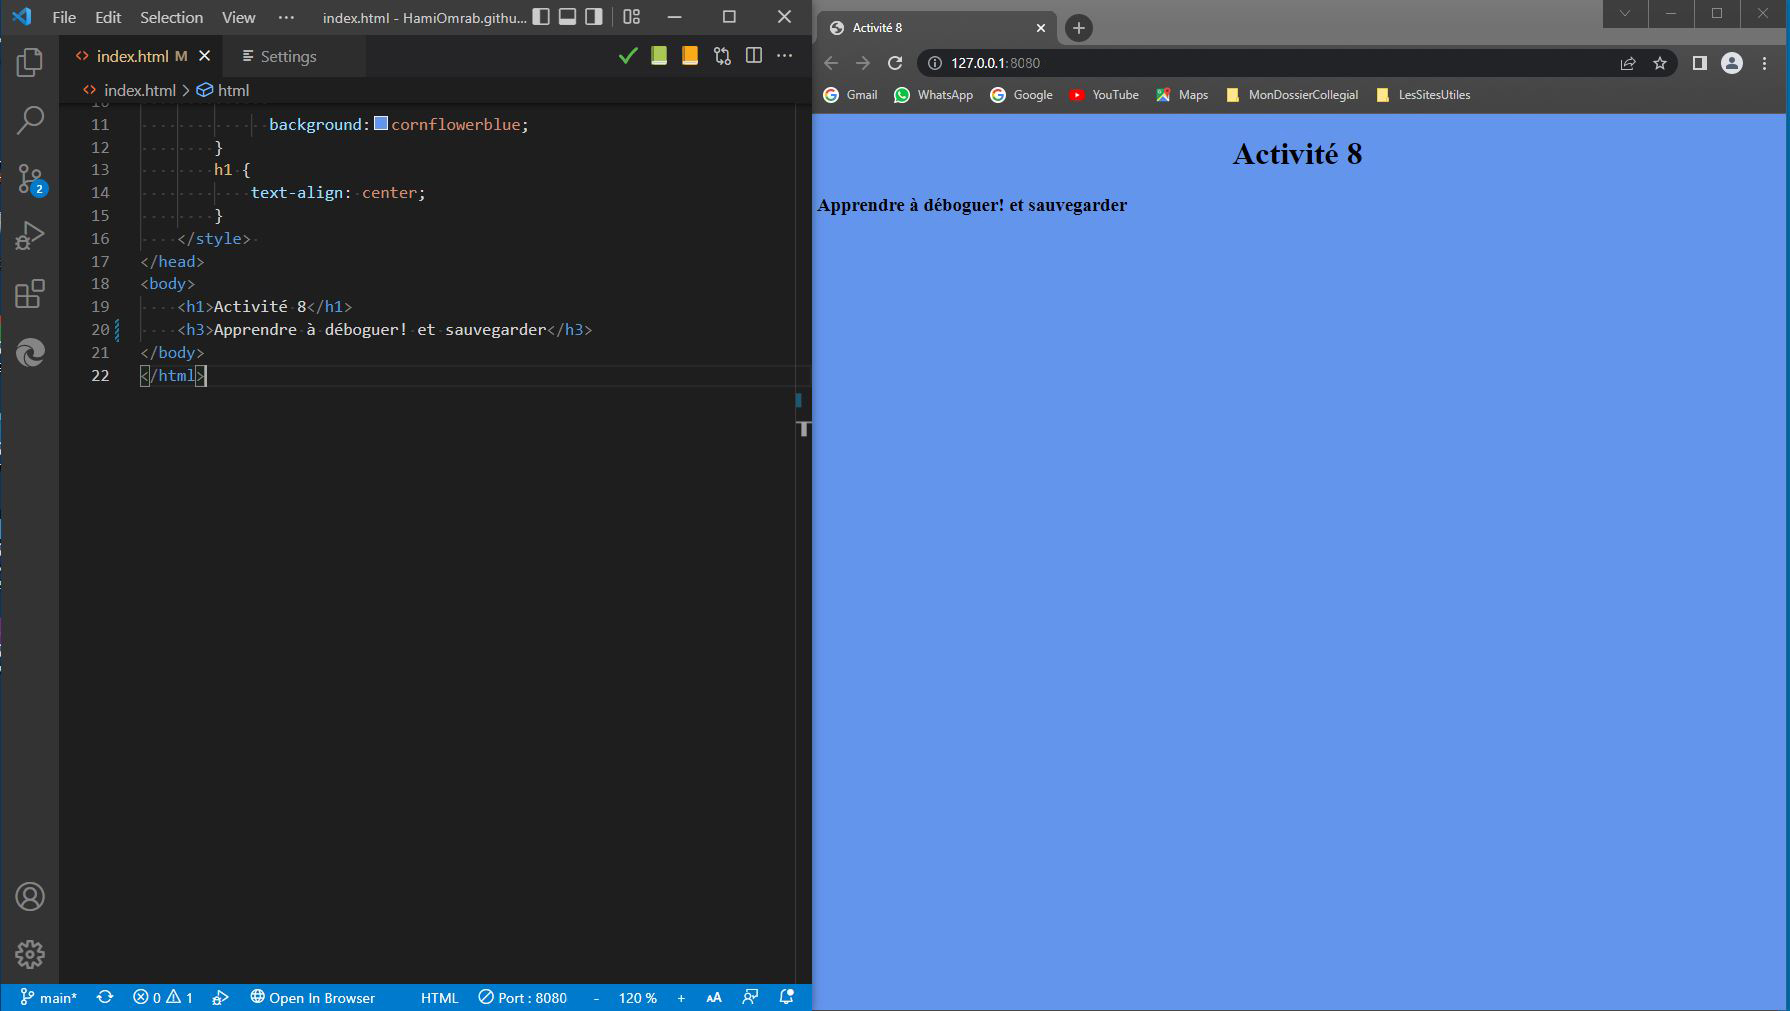 File Edit Selection View ··· index.html - HamiOmrab.githu...
index.html M
Settings
index.html > html
11 background: cornflowerblue;
12 }
13 h1 {
14 text-align: center;
15 }
16 </style>
17 </head>
18 <body>
19 <h1>Activité 8</h1>
20 <h3>Apprendre à déboguer! et sauvegarder</h3>
21 </body>
22 </html>
2
main* 0 1 Open In Browser HTML Port : 8080 - 120 % + AA
Activité 8
127.0.0.1:8080
Gmail WhatsApp Google YouTube Maps MonDossierCollegial LesSitesUtiles
Activité 8
Apprendre à déboguer! et sauvegarder